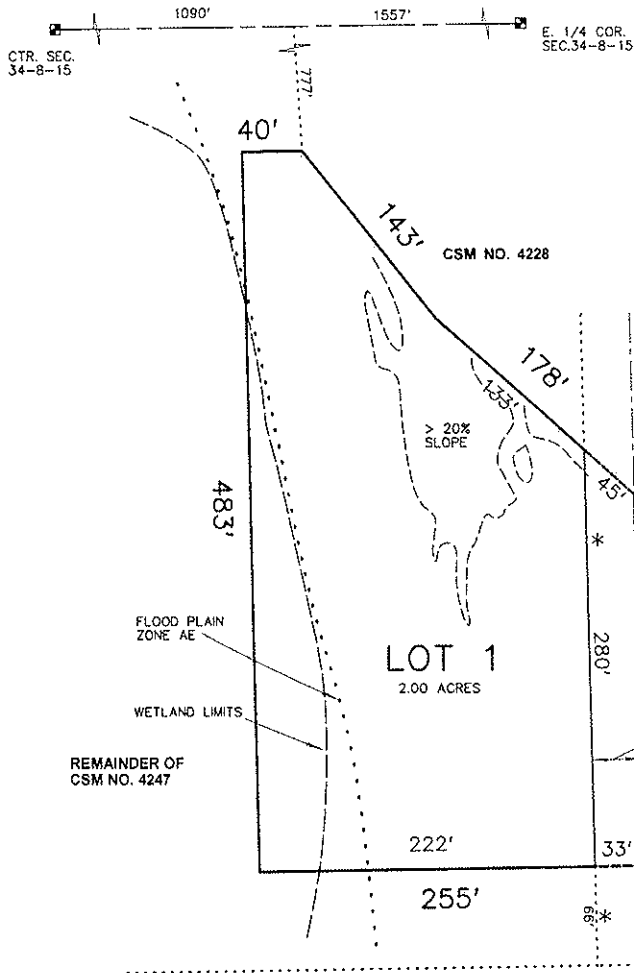 1090' 1557'
CTR. SEC.
34-8-15
E. 1/4 COR.
SEC.34-8-15
777'
40'
143'
CSM NO. 4228
178'
133'
> 20%
SLOPE
45'
483'
*
FLOOD PLAIN
ZONE AE
280'
LOT 1
2.00 ACRES
WETLAND LIMITS
REMAINDER OF
CSM NO. 4247
222' 33'
255'
66'
*